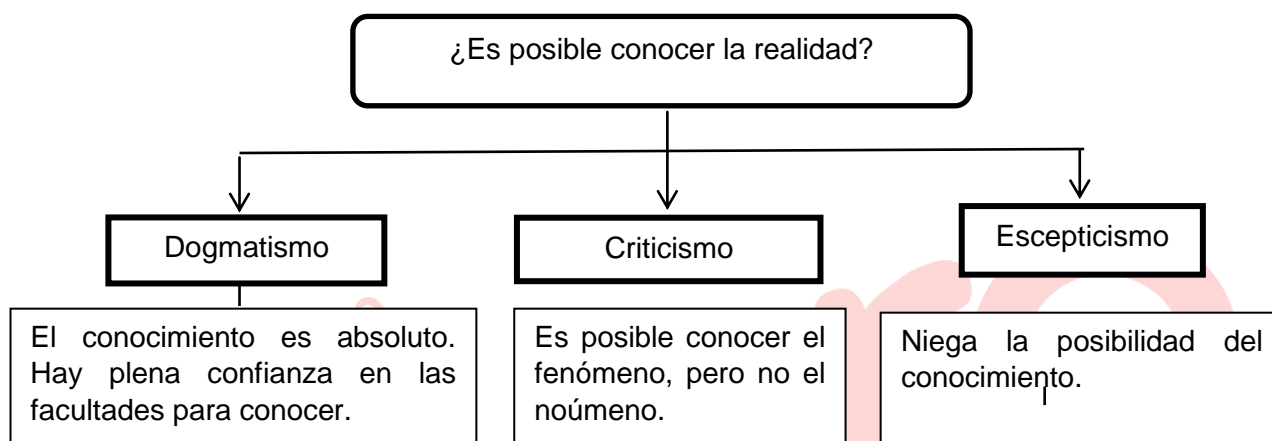 ¿Es posible conocer la realidad?
Dogmatismo
Criticismo
Escepticismo
El conocimiento es absoluto.
Hay plena confianza en las
facultades para conocer.
Es posible conocer el
fenómeno, pero no el
noúmeno.
Niega la posibilidad del
conocimiento.